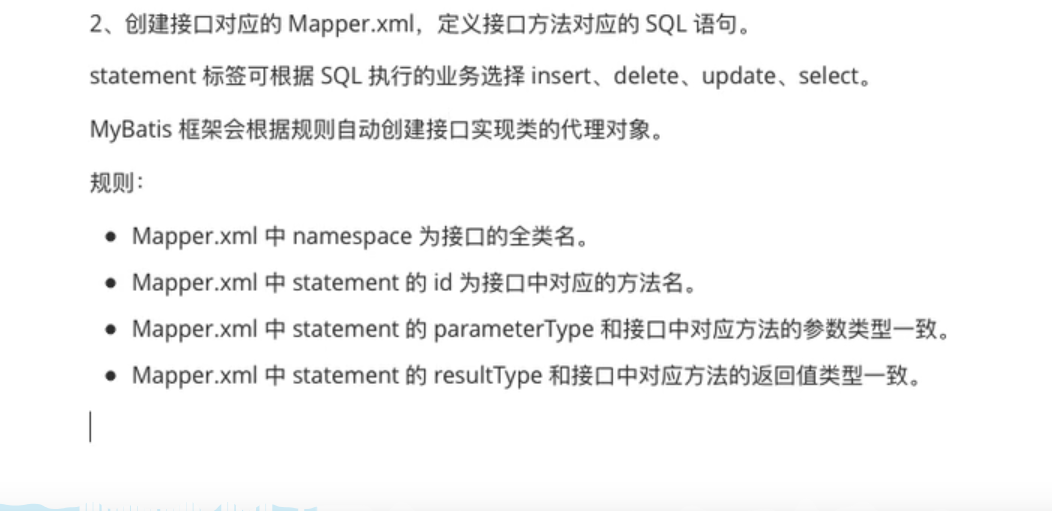 2、创建接口对应的 Mapper.xml，定义接口方法对应的 SQL 语句。
statement 标签可根据 SQL 执行的业务选择 insert、delete、update、select。
MyBatis 框架会根据规则自动创建接口实现类的代理对象。
规则：
● Mapper.xml 中 namespace 为接口的全类名。
● Mapper.xml 中 statement 的 id 为接口中对应的方法名。
● Mapper.xml 中 statement 的 parameterType 和接口中对应方法的参数类型一致。
● Mapper.xml 中 statement 的 resultType 和接口中对应方法的返回值类型一致。